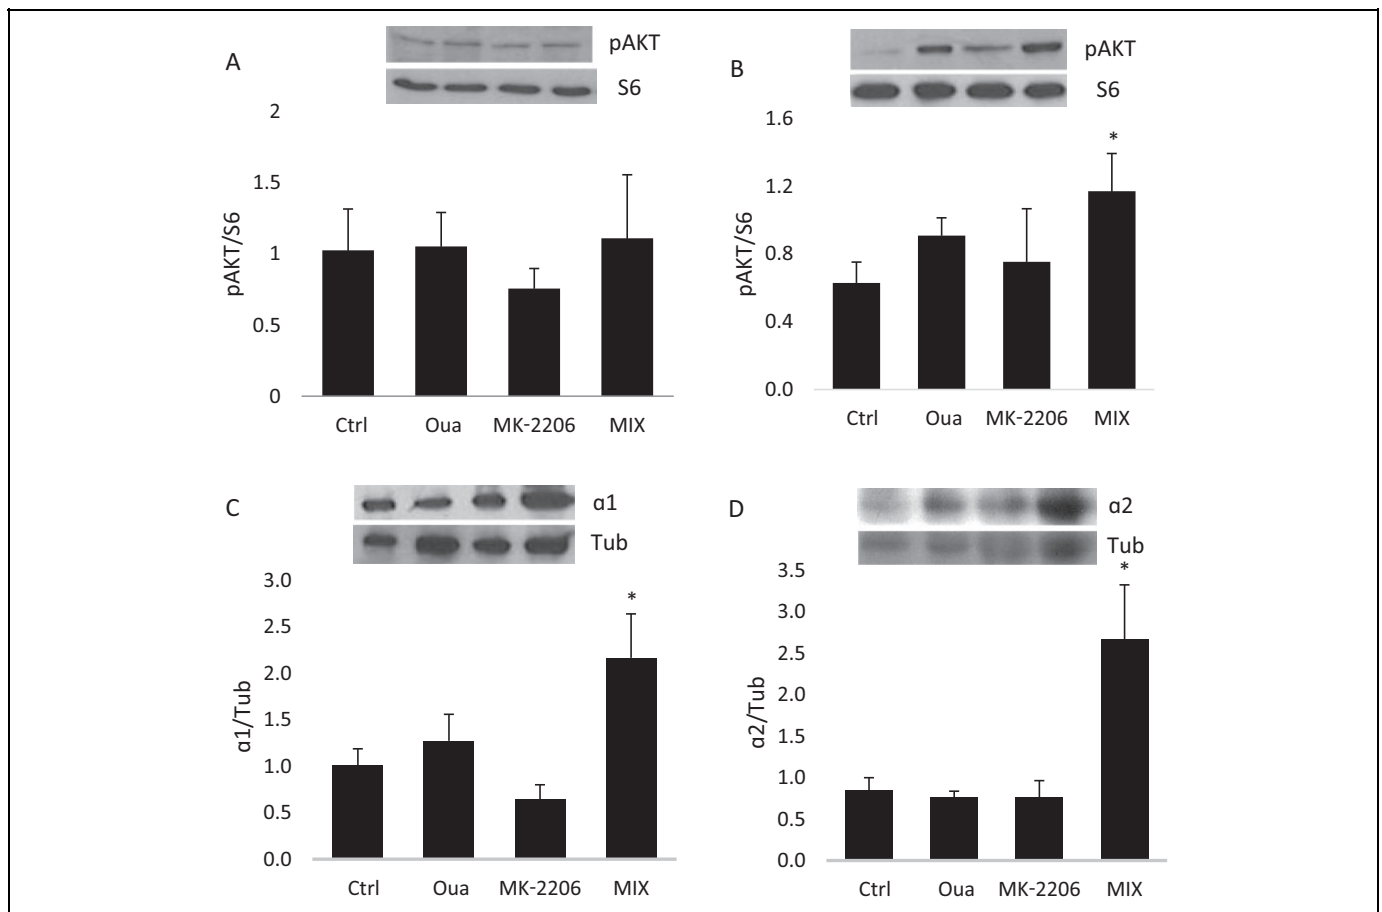 A
pAKT
S6
2
1.5
1
0.5
0
pAKT/S6
Ctrl Oua MK-2206 MIX
B
pAKT
S6
1.6
*
1.2
0.8
0.4
0.0
pAKT/S6
Ctrl Oua MK-2206 MIX
C
α1
Tub
3.0
*
2.5
2.0
1.5
1.0
0.5
0.0
α1/Tub
Ctrl Oua MK-2206 MIX
D
α2
Tub
*
3.5
3.0
2.5
2.0
1.5
1.0
0.5
0.0
α2/Tub
Ctrl Oua MK-2206 MIX